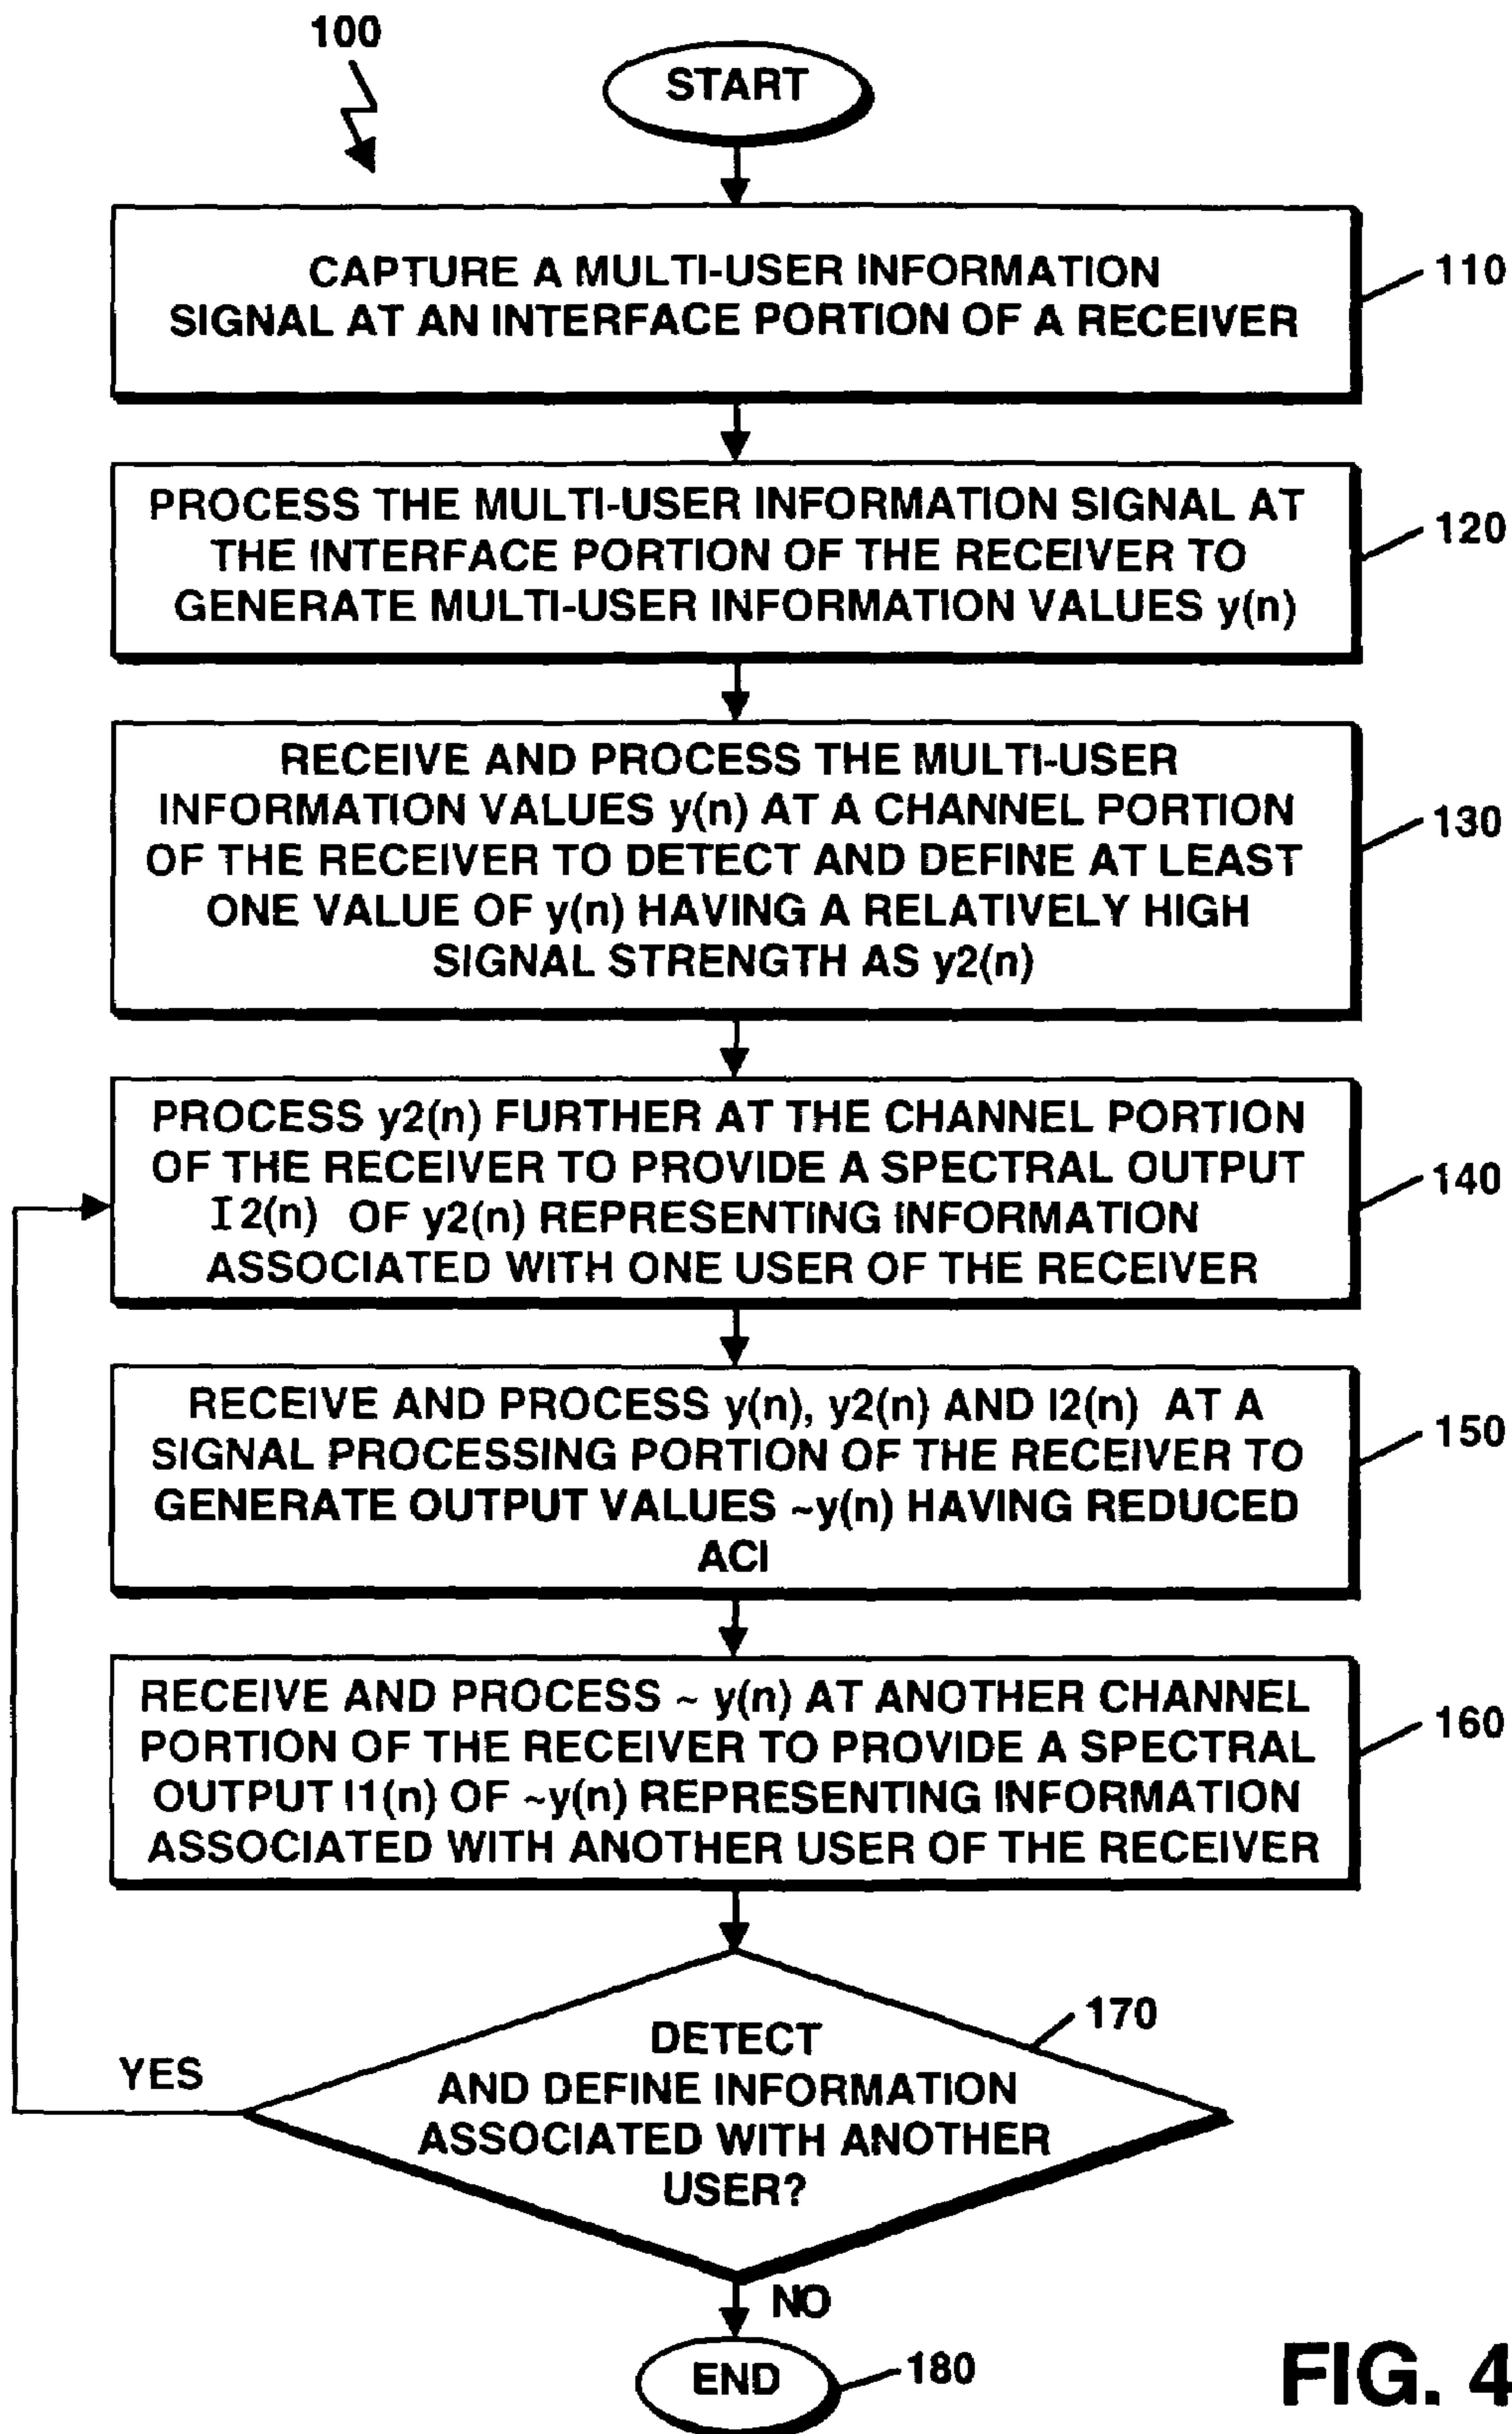 100
START
CAPTURE A MULTI-USER INFORMATION
SIGNAL AT AN INTERFACE PORTION OF A RECEIVER
110
PROCESS THE MULTI-USER INFORMATION SIGNAL AT
THE INTERFACE PORTION OF THE RECEIVER TO
GENERATE MULTI-USER INFORMATION VALUES y(n)
120
RECEIVE AND PROCESS THE MULTI-USER
INFORMATION VALUES y(n) AT A CHANNEL PORTION
OF THE RECEIVER TO DETECT AND DEFINE AT LEAST
ONE VALUE OF y(n) HAVING A RELATIVELY HIGH
SIGNAL STRENGTH AS y2(n)
130
PROCESS y2(n) FURTHER AT THE CHANNEL PORTION
OF THE RECEIVER TO PROVIDE A SPECTRAL OUTPUT
I2(n) OF y2(n) REPRESENTING INFORMATION
ASSOCIATED WITH ONE USER OF THE RECEIVER
140
RECEIVE AND PROCESS y(n), y2(n) AND I2(n) AT A
SIGNAL PROCESSING PORTION OF THE RECEIVER TO
GENERATE OUTPUT VALUES ~y(n) HAVING REDUCED
ACI
150
RECEIVE AND PROCESS ~ y(n) AT ANOTHER CHANNEL
PORTION OF THE RECEIVER TO PROVIDE A SPECTRAL
OUTPUT I1(n) OF ~y(n) REPRESENTING INFORMATION
ASSOCIATED WITH ANOTHER USER OF THE RECEIVER
160
DETECT
AND DEFINE INFORMATION
ASSOCIATED WITH ANOTHER
USER?
170
YES
NO
END
180
FIG. 4